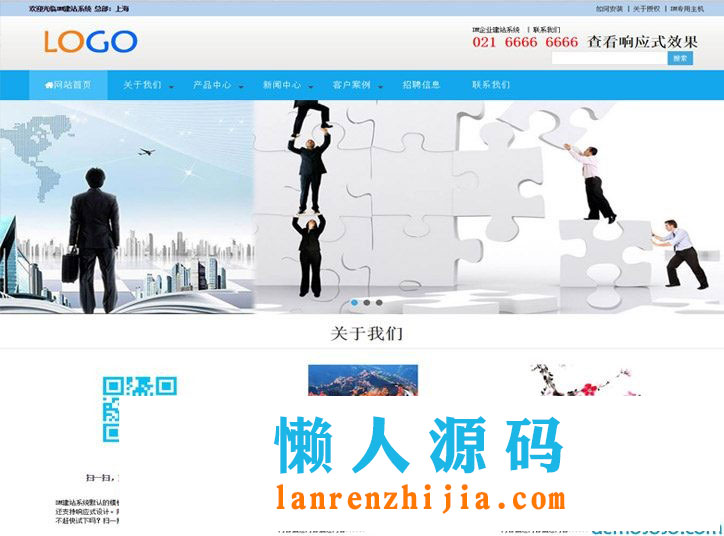 欢迎光临DM建站系统 总部：上海
如何安装 | 关于授权 | DM专用主机
LOGO
DM企业建站系统 | 联系我们
021 6666 6666 查看响应式效果
搜索
网站首页 关于我们 产品中心 新闻中心 客户案例 招聘信息 联系我们
关于我们
扫一扫，
DM建站系统默认的模板
还支持响应式设计。
不赶快试下吗？扫一扫
懒人源码
lanrenzhijia.com